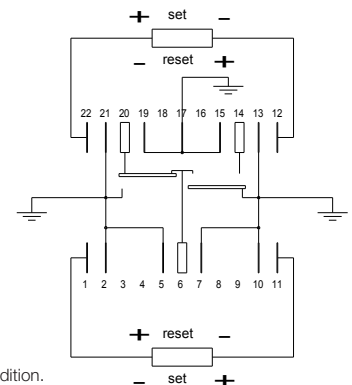 + set -
- reset +
22 21 20 19 18 17 16 15 14 13 12
1 2 3 4 5 6 7 8 9 10 11
+ reset -
dition.
- set +